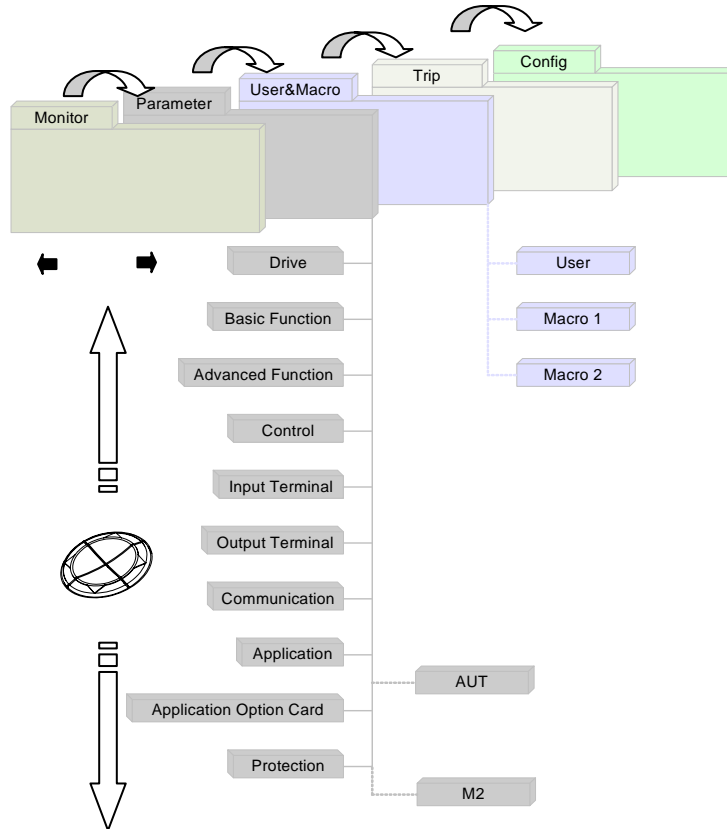 Monitor
Parameter
User&Macro
Trip
Config
Drive
Basic Function
Advanced Function
Control
Input Terminal
Output Terminal
Communication
Application
Application Option Card
Protection
User
Macro 1
Macro 2
AUT
M2